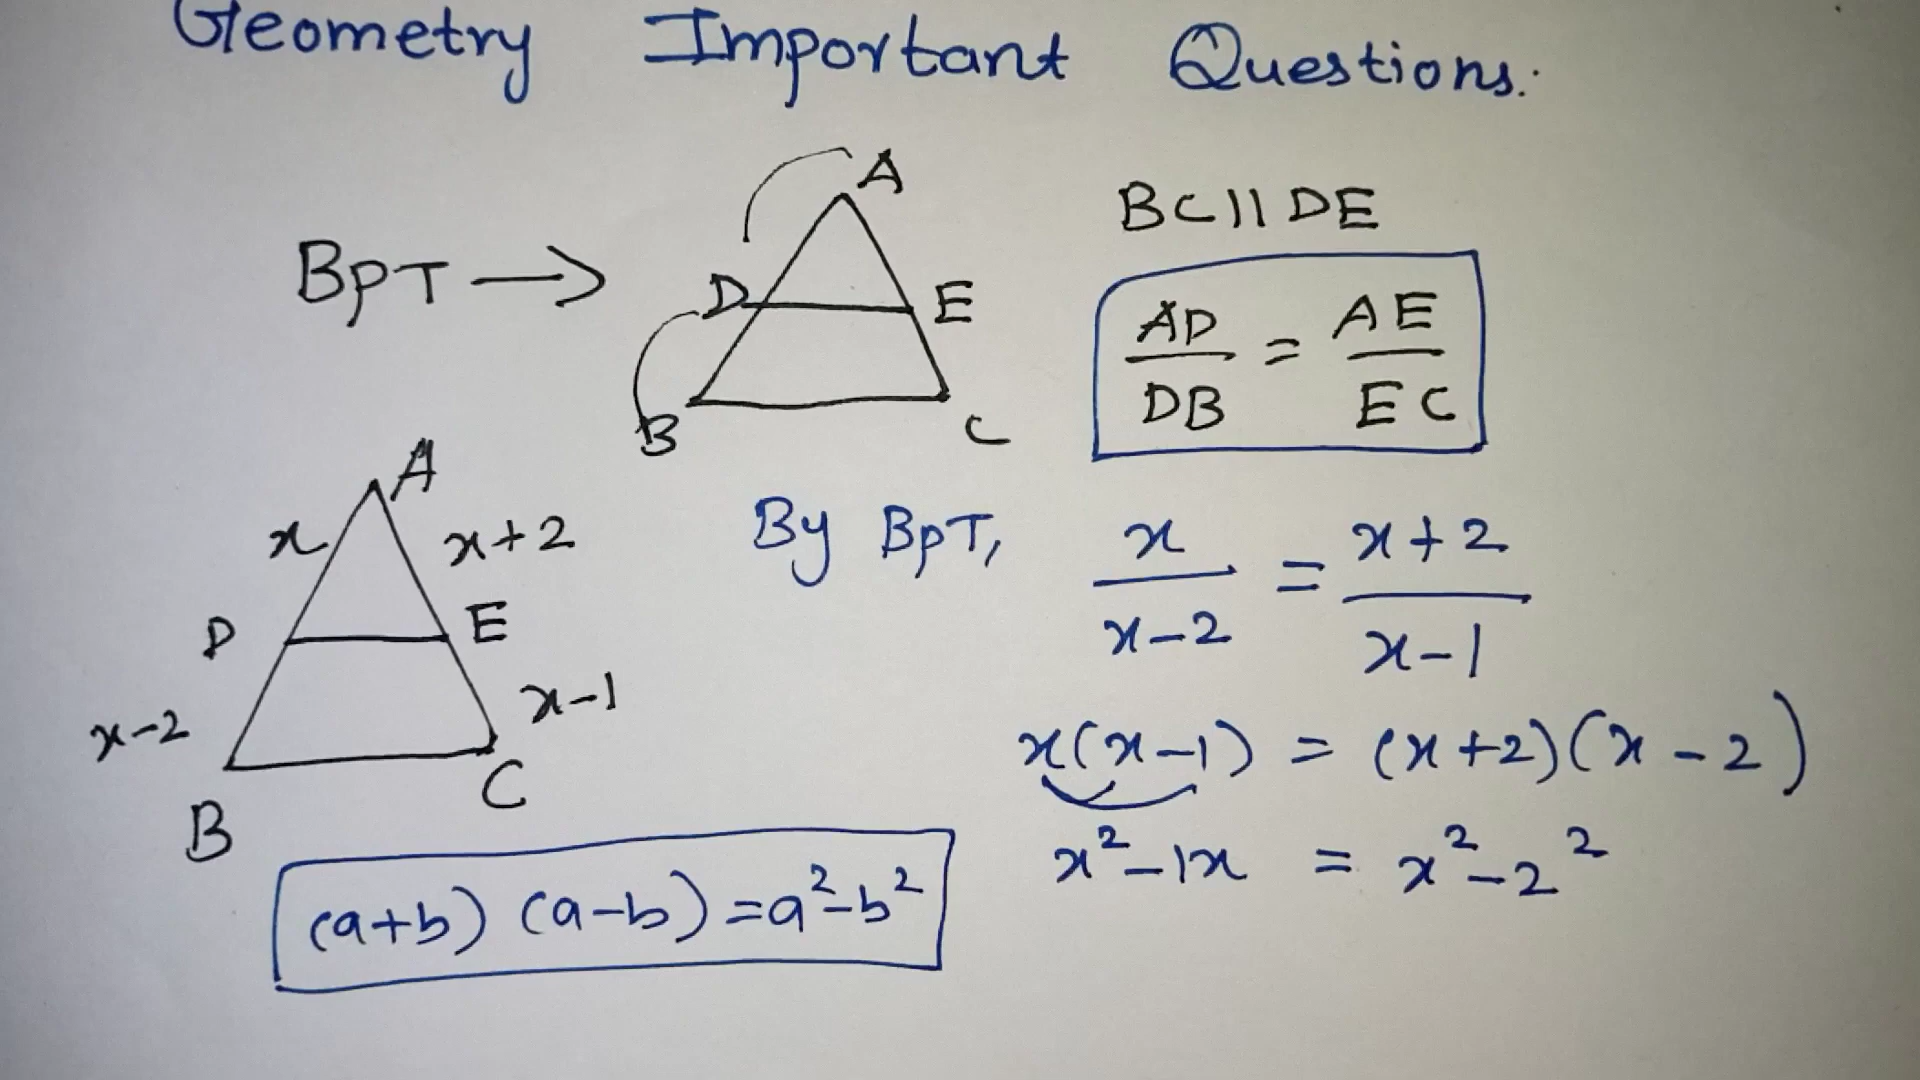 Geometry Important Questions.
BPT → A
D E
B C
BC || DE
AD/DB = AE/EC
A
x x+2
D E
x-2 x-1
B C
By BPT, x/x-2 = x+2/x-1
x(x-1) = (x+2)(x-2)
x²-1x = x²-2²
(a+b) (a-b) = a²-b²